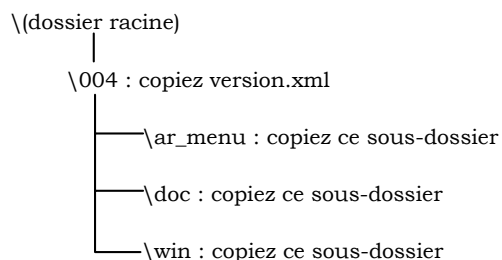 \(dossier racine)
\004 : copiez version.xml
\ar_menu : copiez ce sous-dossier
\doc : copiez ce sous-dossier
\win : copiez ce sous-dossier